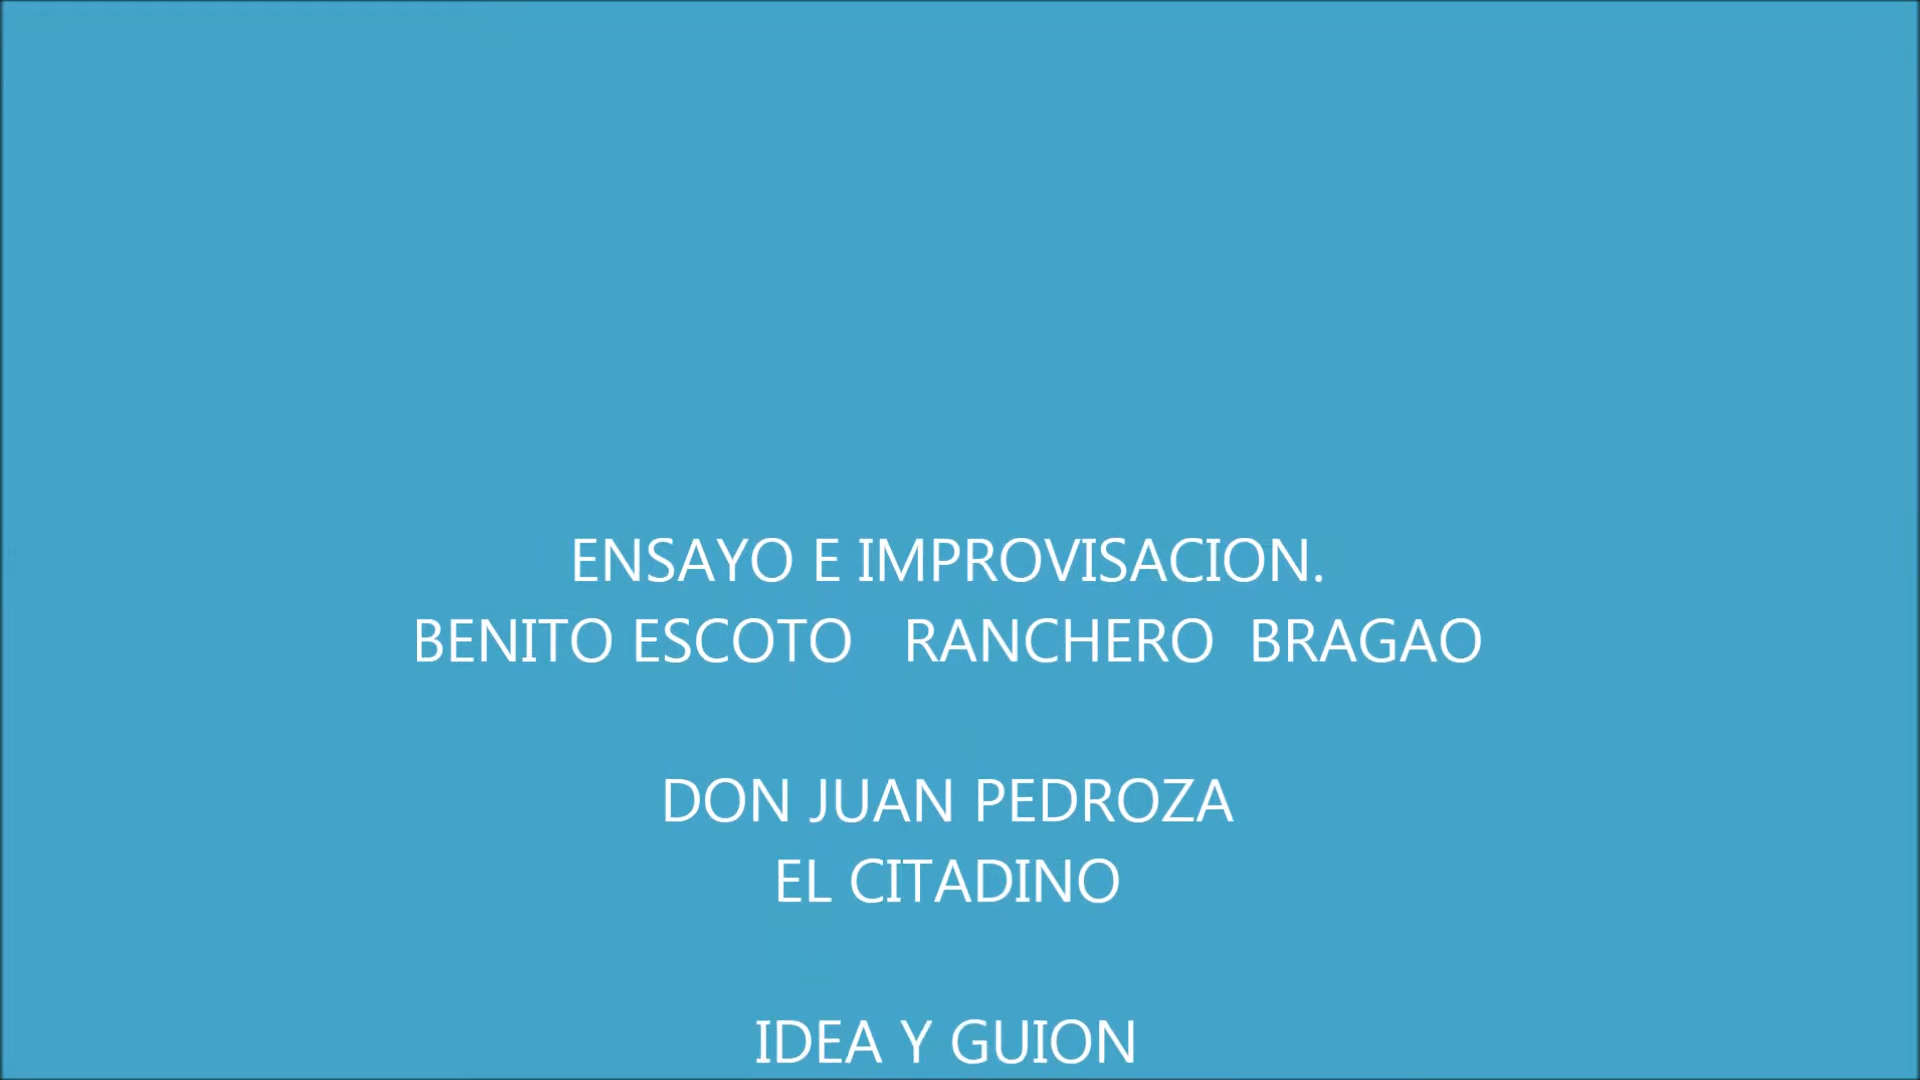 ENSAYO E IMPROVISACION.
BENITO ESCOTO   RANCHERO  BRAGAO
DON JUAN PEDROZA
EL CITADINO
IDEA Y GUION